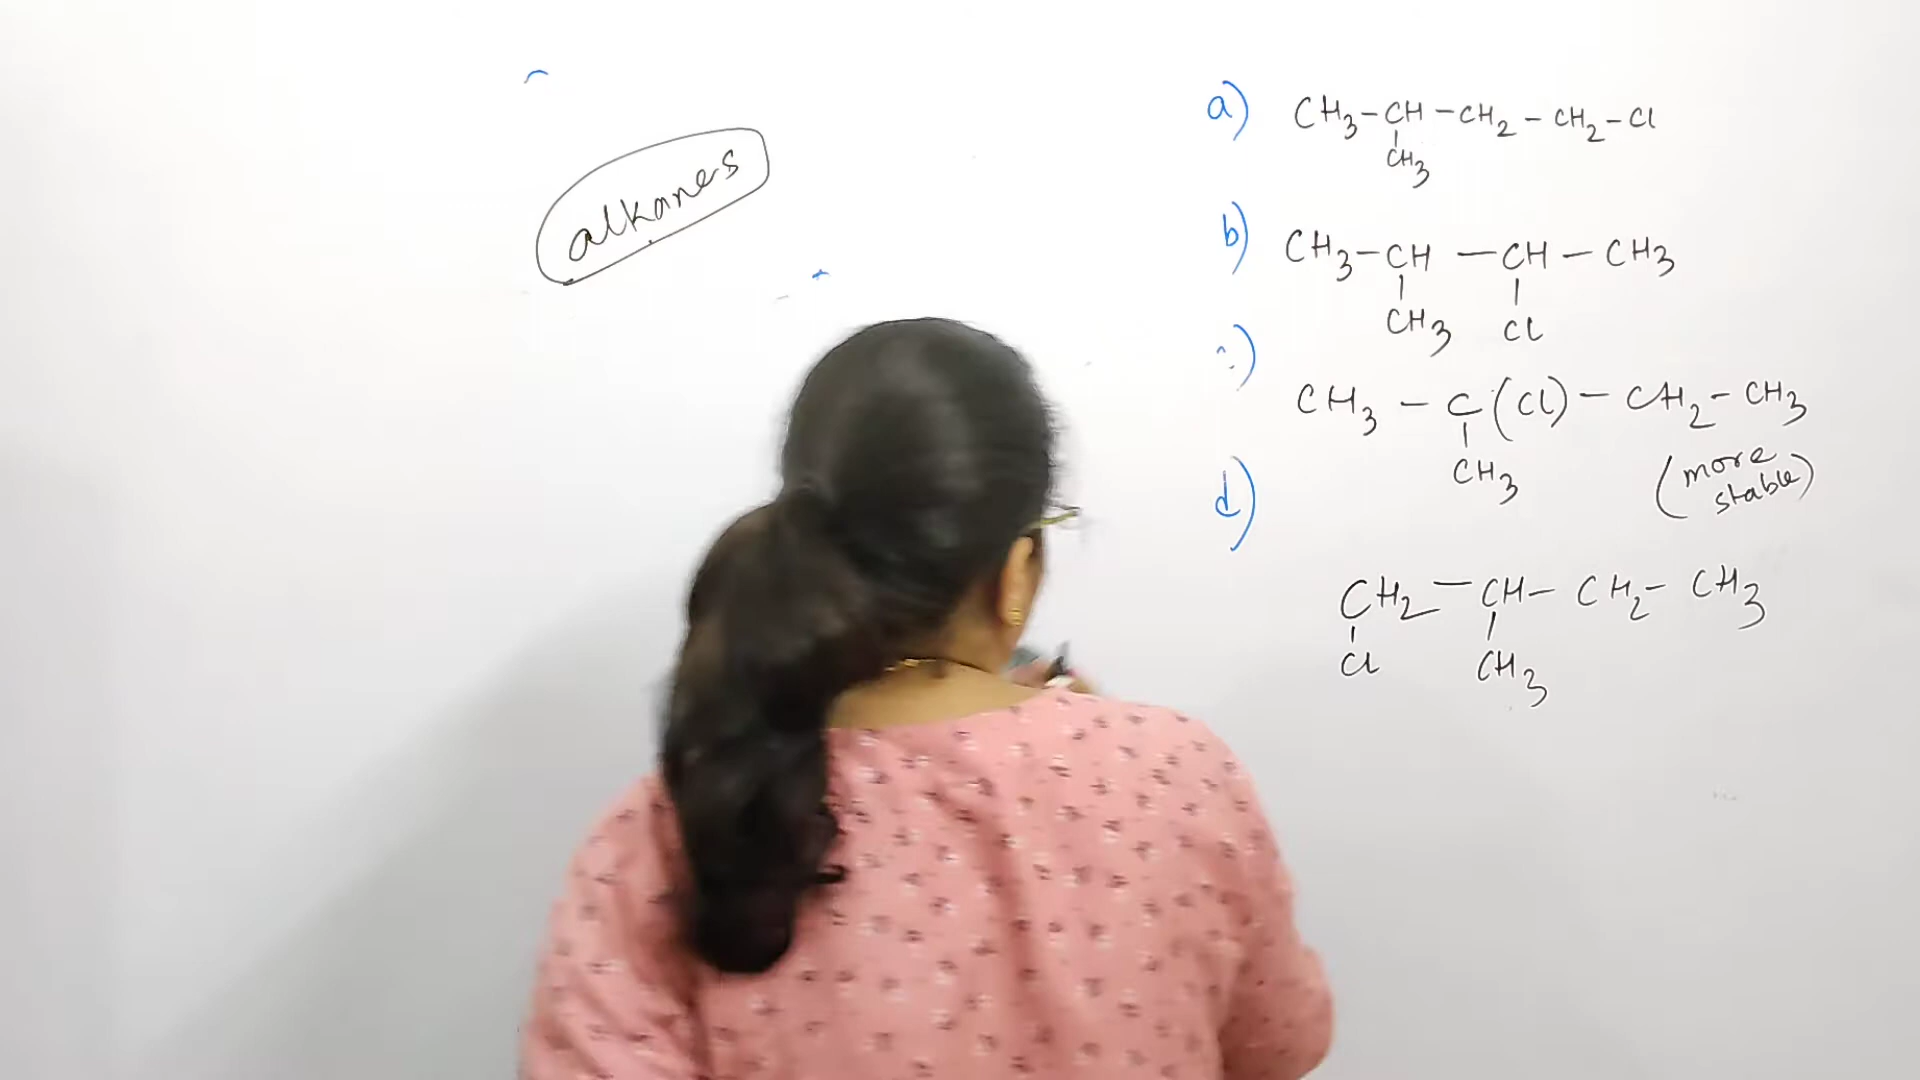 alkanes
a) CH3-CH-CH2-CH2-Cl
CH3
b) CH3-CH-CH-CH3
CH3 Cl
)
CH3-C(Cl)-CH2-CH3
CH3 (more stable)
d)
CH2-CH-CH2-CH3
Cl CH3